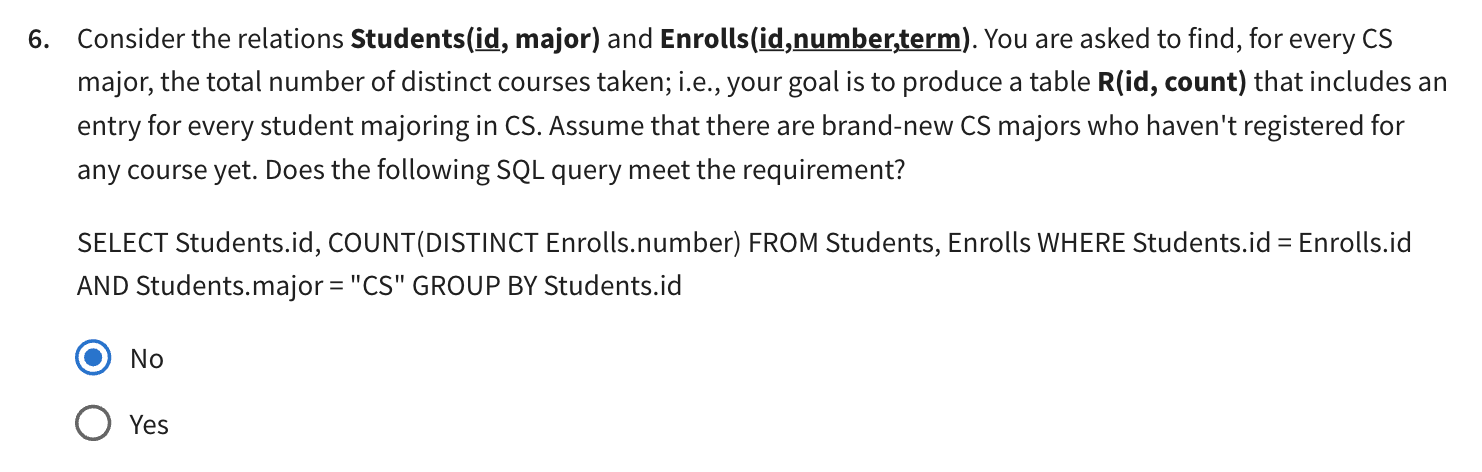 6. Consider the relations Students(id, major) and Enrolls(id,number,term). You are asked to find, for every CS
major, the total number of distinct courses taken; i.e., your goal is to produce a table R(id, count) that includes an
entry for every student majoring in CS. Assume that there are brand-new CS majors who haven't registered for
any course yet. Does the following SQL query meet the requirement?
SELECT Students.id, COUNT(DISTINCT Enrolls.number) FROM Students, Enrolls WHERE Students.id = Enrolls.id
AND Students.major = "CS" GROUP BY Students.id
No
Yes